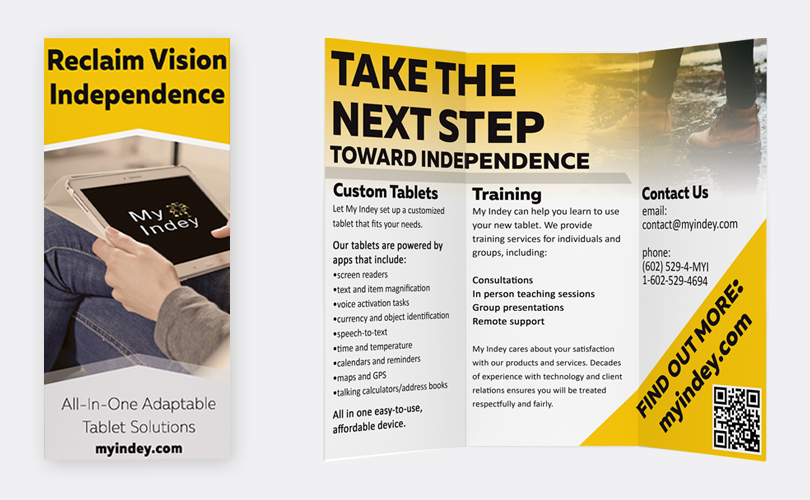 Reclaim Vision
Independence
My
Indey
All-In-One Adaptable
Tablet Solutions
myindey.com
TAKE THE
NEXT STEP
TOWARD INDEPENDENCE
Custom Tablets
Let My Indey set up a customized
tablet that fits your needs.
Our tablets are powered by
apps that include:
•screen readers
•text and item magnification
•voice activation tasks
•currency and object identification
•speech-to-text
•time and temperature
•calendars and reminders
•maps and GPS
•talking calculators/address books
All in one easy-to-use,
affordable device.
Training
My Indey can help you learn to use
your new tablet. We provide
training services for individuals and
groups, including:
Consultations
In person teaching sessions
Group presentations
Remote support
My Indey cares about your satisfaction
with our products and services. Decades
of experience with technology and client
relations ensures you will be treated
respectfully and fairly.
Contact Us
email:
contact@myindey.com
phone:
(602) 529-4-MYI
1-602-529-4694
FIND OUT MORE:
myindey.com